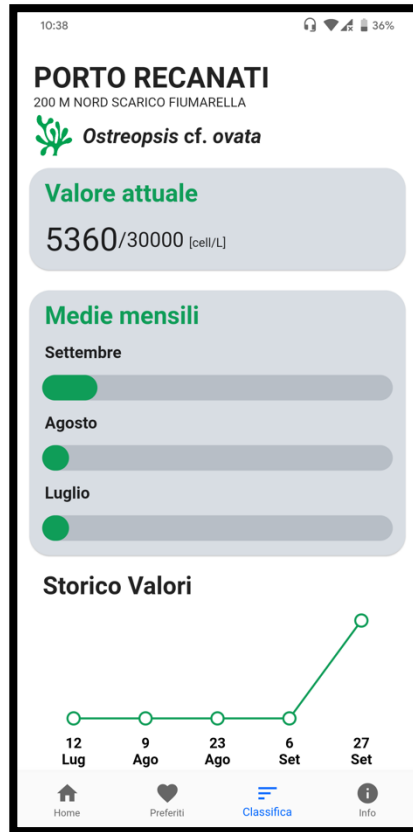 10:38 36%
PORTO RECANATI
200 M NORD SCARICO FIUMARELLA
Ostreopsis cf. ovata
Valore attuale
5360/30000 [cell/L]
Medie mensili
Settembre
Agosto
Luglio
Storico Valori
12 9 23 6 27
Lug Ago Ago Set Set
Home Preferiti Classifica Info